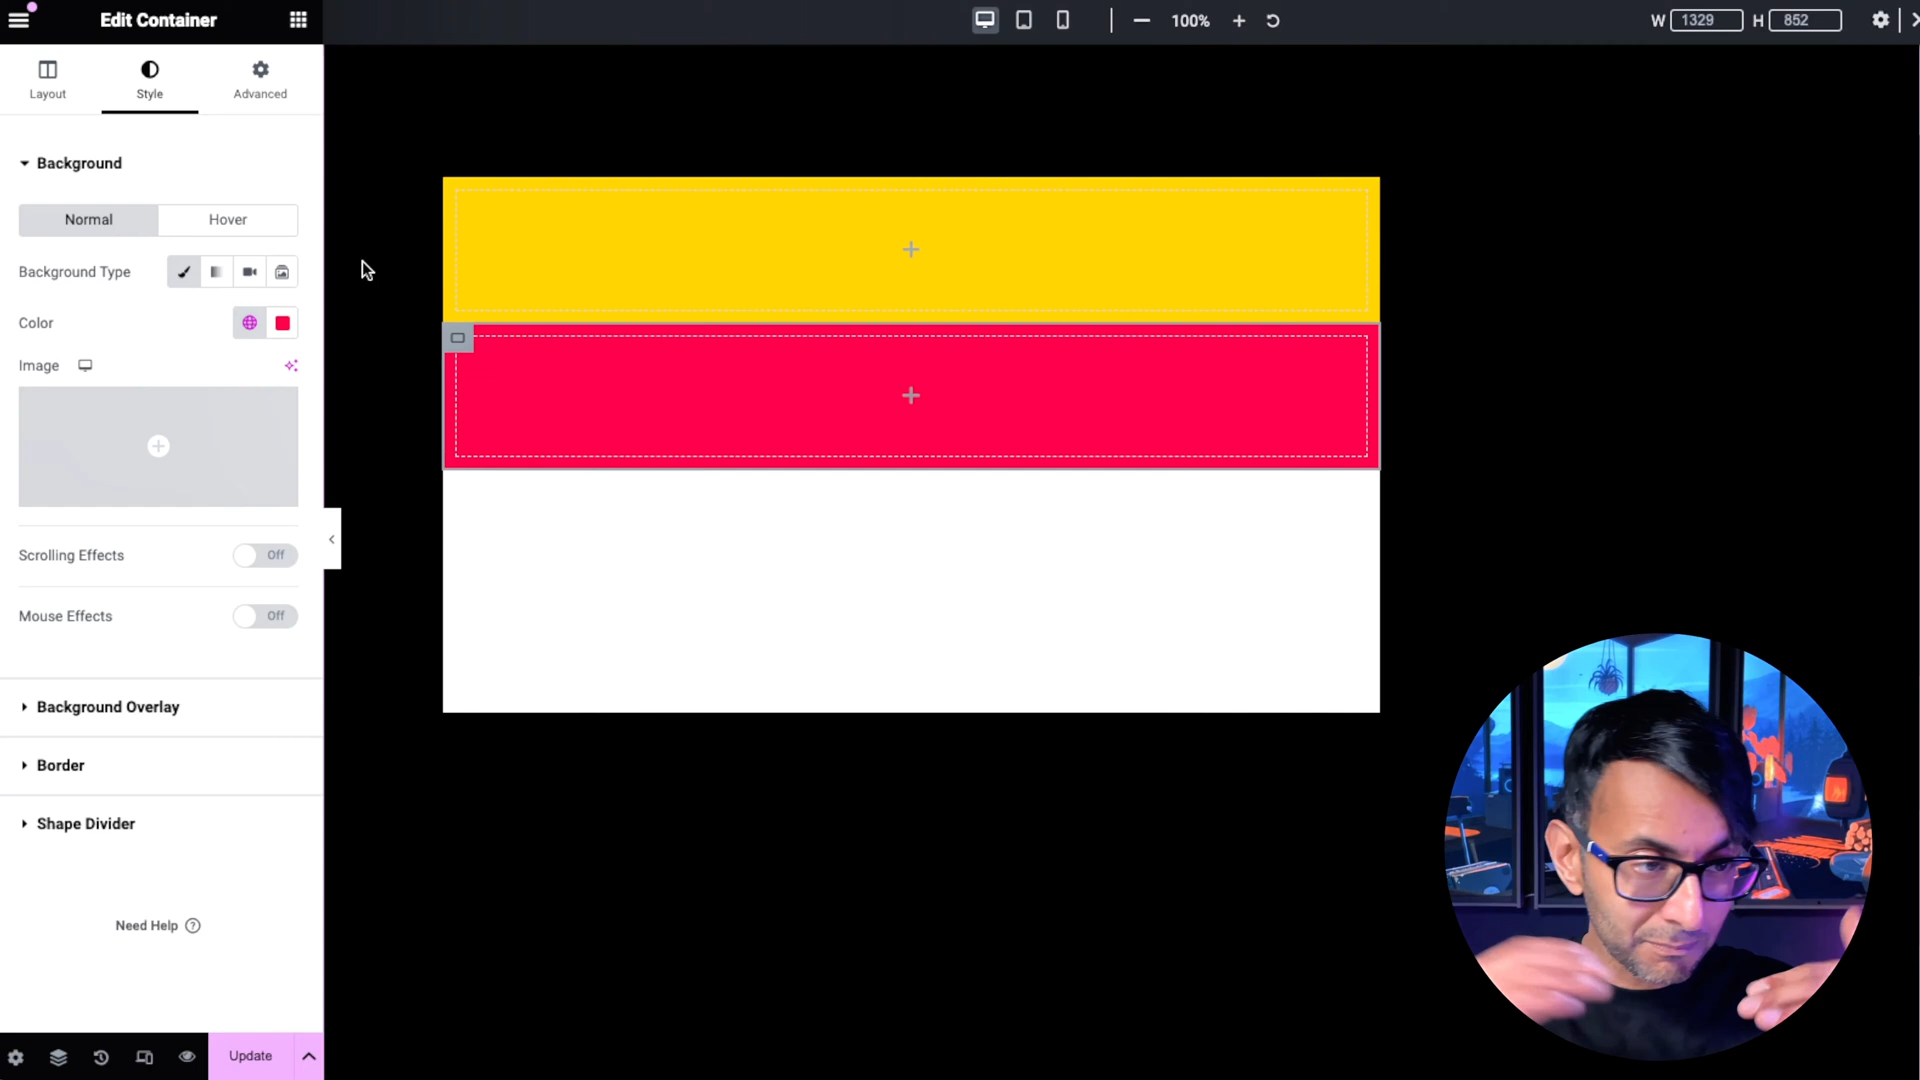 Edit Container
100%
W 1329 H 852
Layout
Style
Advanced
Background
Normal
Hover
Background Type
Color
Image
Scrolling Effects
Off
Mouse Effects
Off
Background Overlay
Border
Shape Divider
Need Help ?
Update